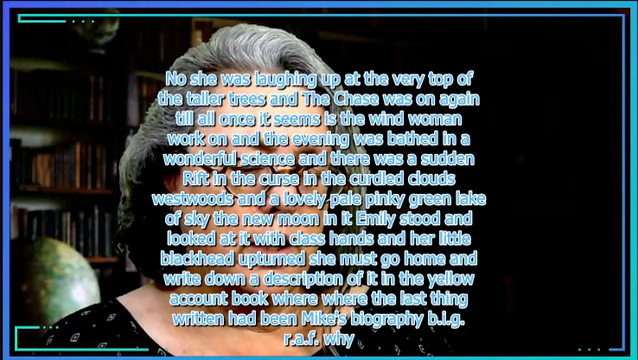 No she was laughing up at the very top of
the taller trees and The Chase was on again
till all once it seems is the wind woman
work on and the evening was bathed in a
wonderful science and there was a sudden
Rift in the curse in the curdled clouds
westwoods and a lovely pale pinky green lake
of sky the new moon in it Emily stood and
looked at it with class hands and her little
blackhead upturned she must go home and
write down a description of it in the yellow
account book where where the last thing
written had been Mike's biography b.i.g.
r.a.f. why